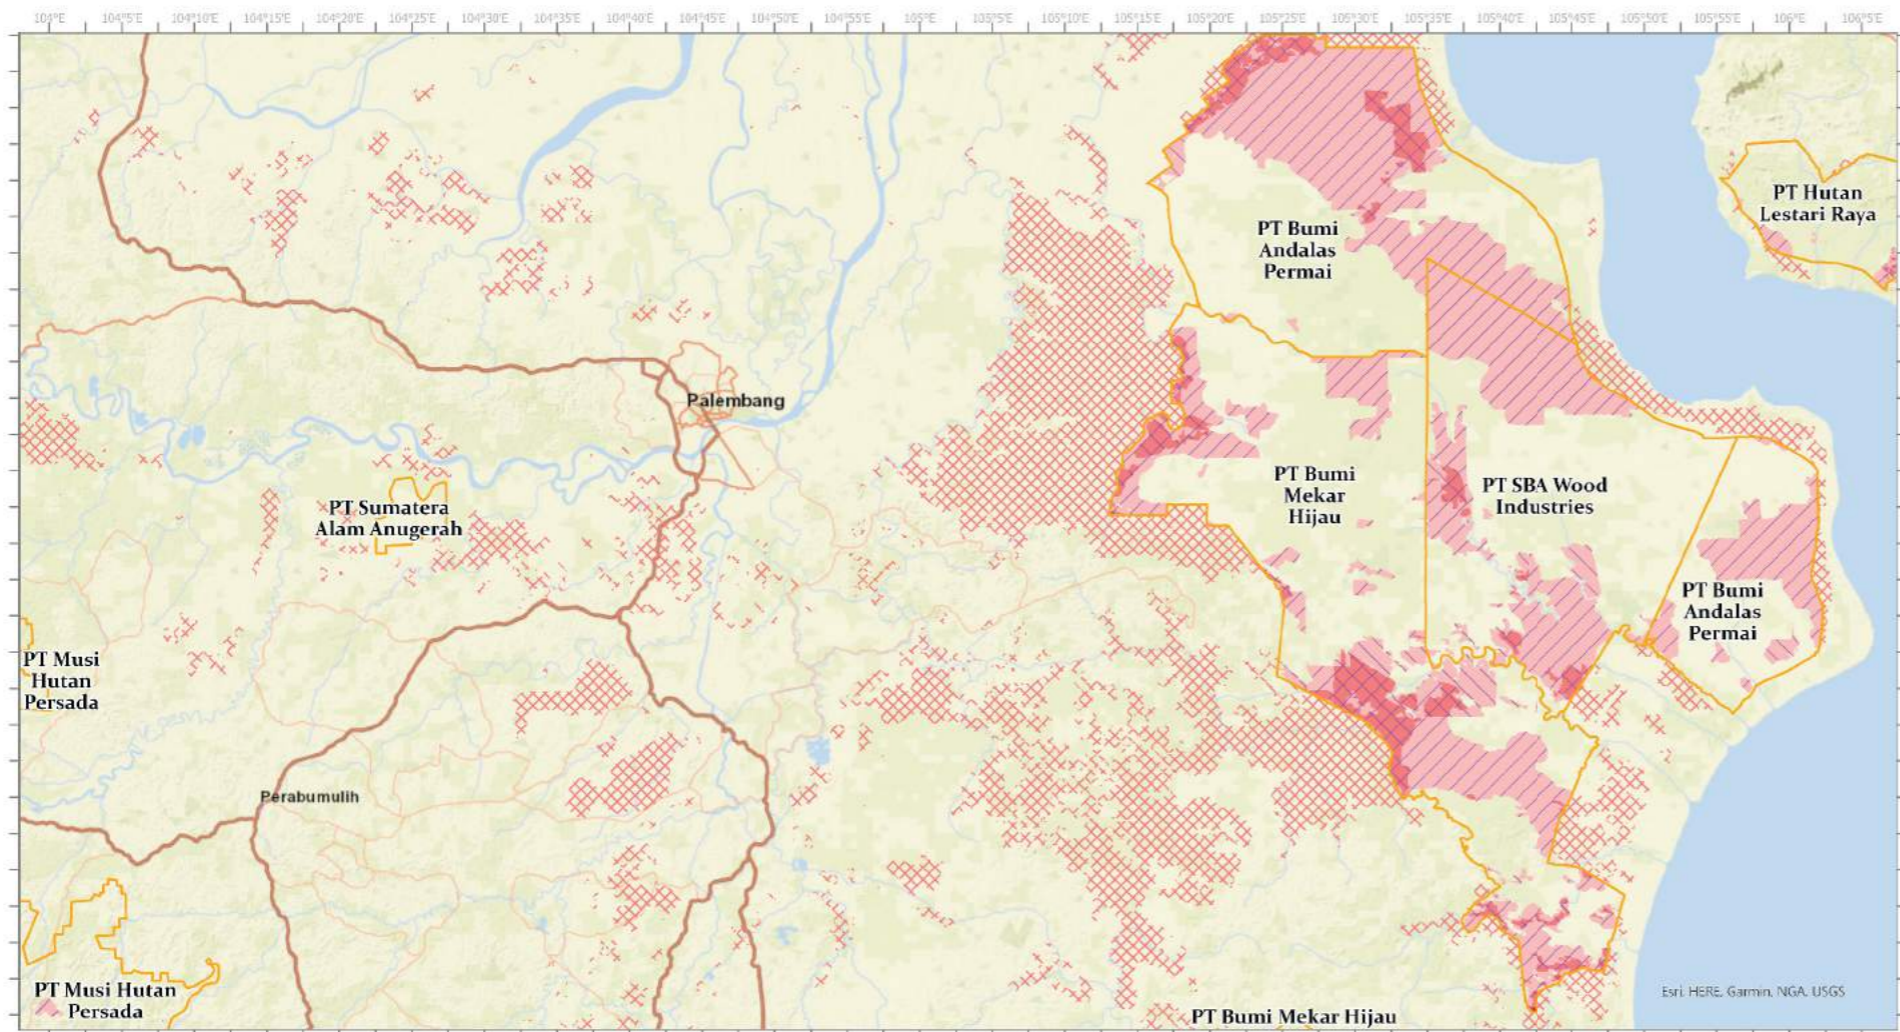 104°E 104°5'E 104°10'E 104°15'E 104°20'E 104°25'E 104°30'E 104°35'E 104°40'E 104°45'E 104°50'E 104°55'E 105°E 105°5'E 105°10'E 105°15'E 105°20'E 105°25'E 105°30'E 105°35'E 105°40'E 105°45'E 105°50'E 105°55'E 106°E 106°5'E
PT Hutan
Lestari Raya
PT Bumi
Andalas
Permai
Palembang
PT Sumatera
Alam Anugerah
PT Bumi
Mekar
Hijau
PT SBA Wood
Industries
PT Bumi
Andalas
Permai
PT Musi
Hutan
Persada
Perabumulih
PT Musi Hutan
Persada
PT Bumi Mekar Hijau
Esri, HERE, Garmin, NGA, USGS